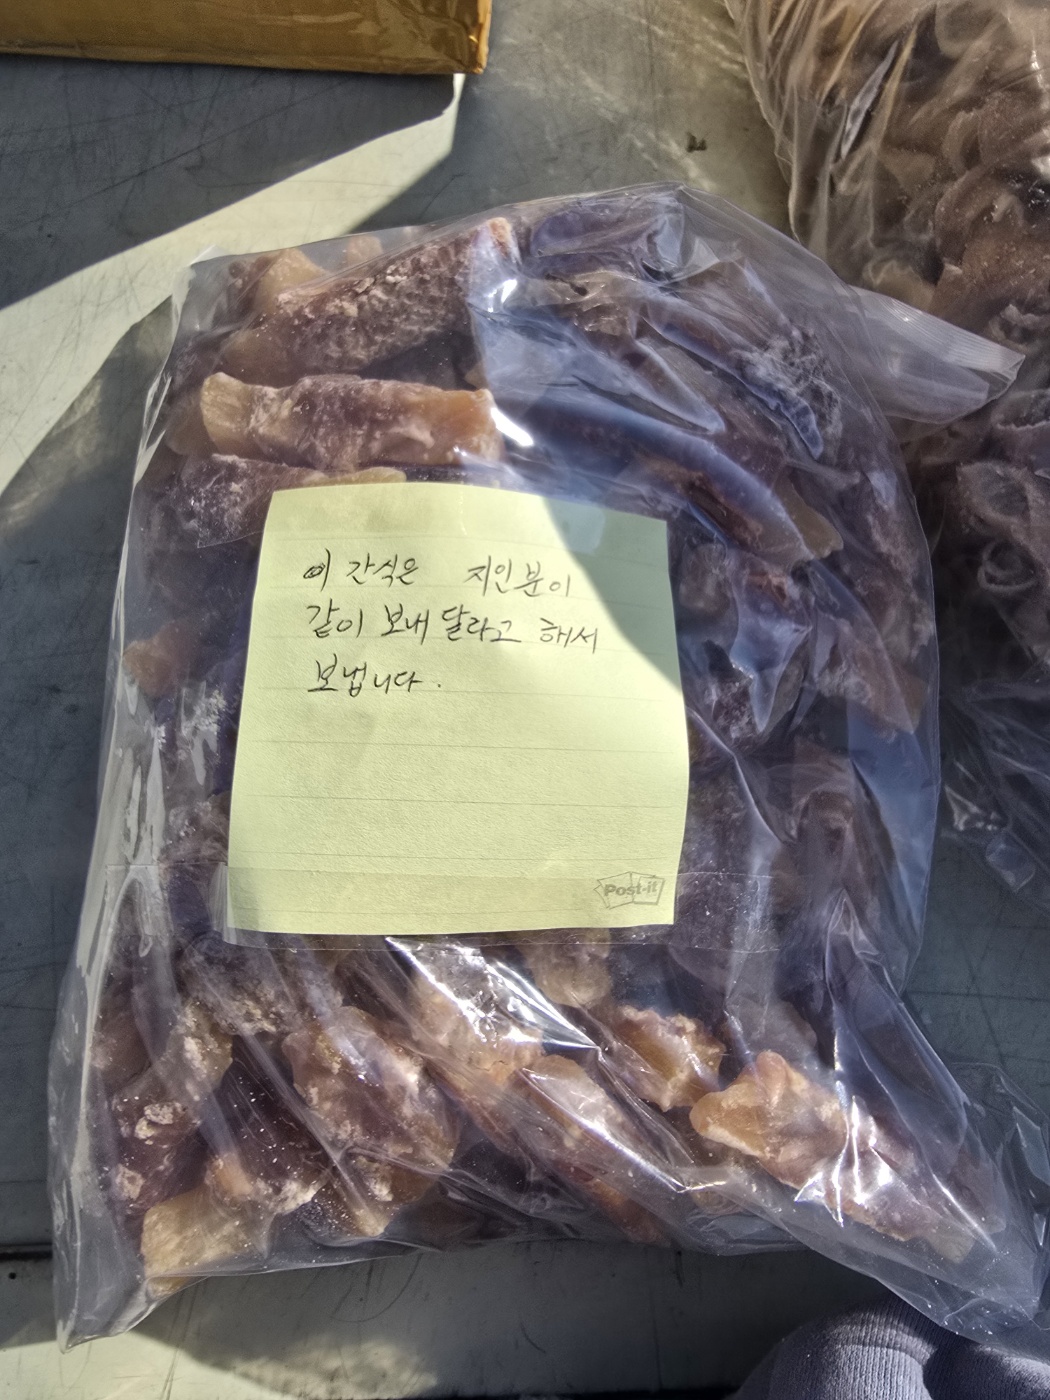 이 간식은 지인분이
같이 보내 달라고 해서
보냅니다.
Post-it